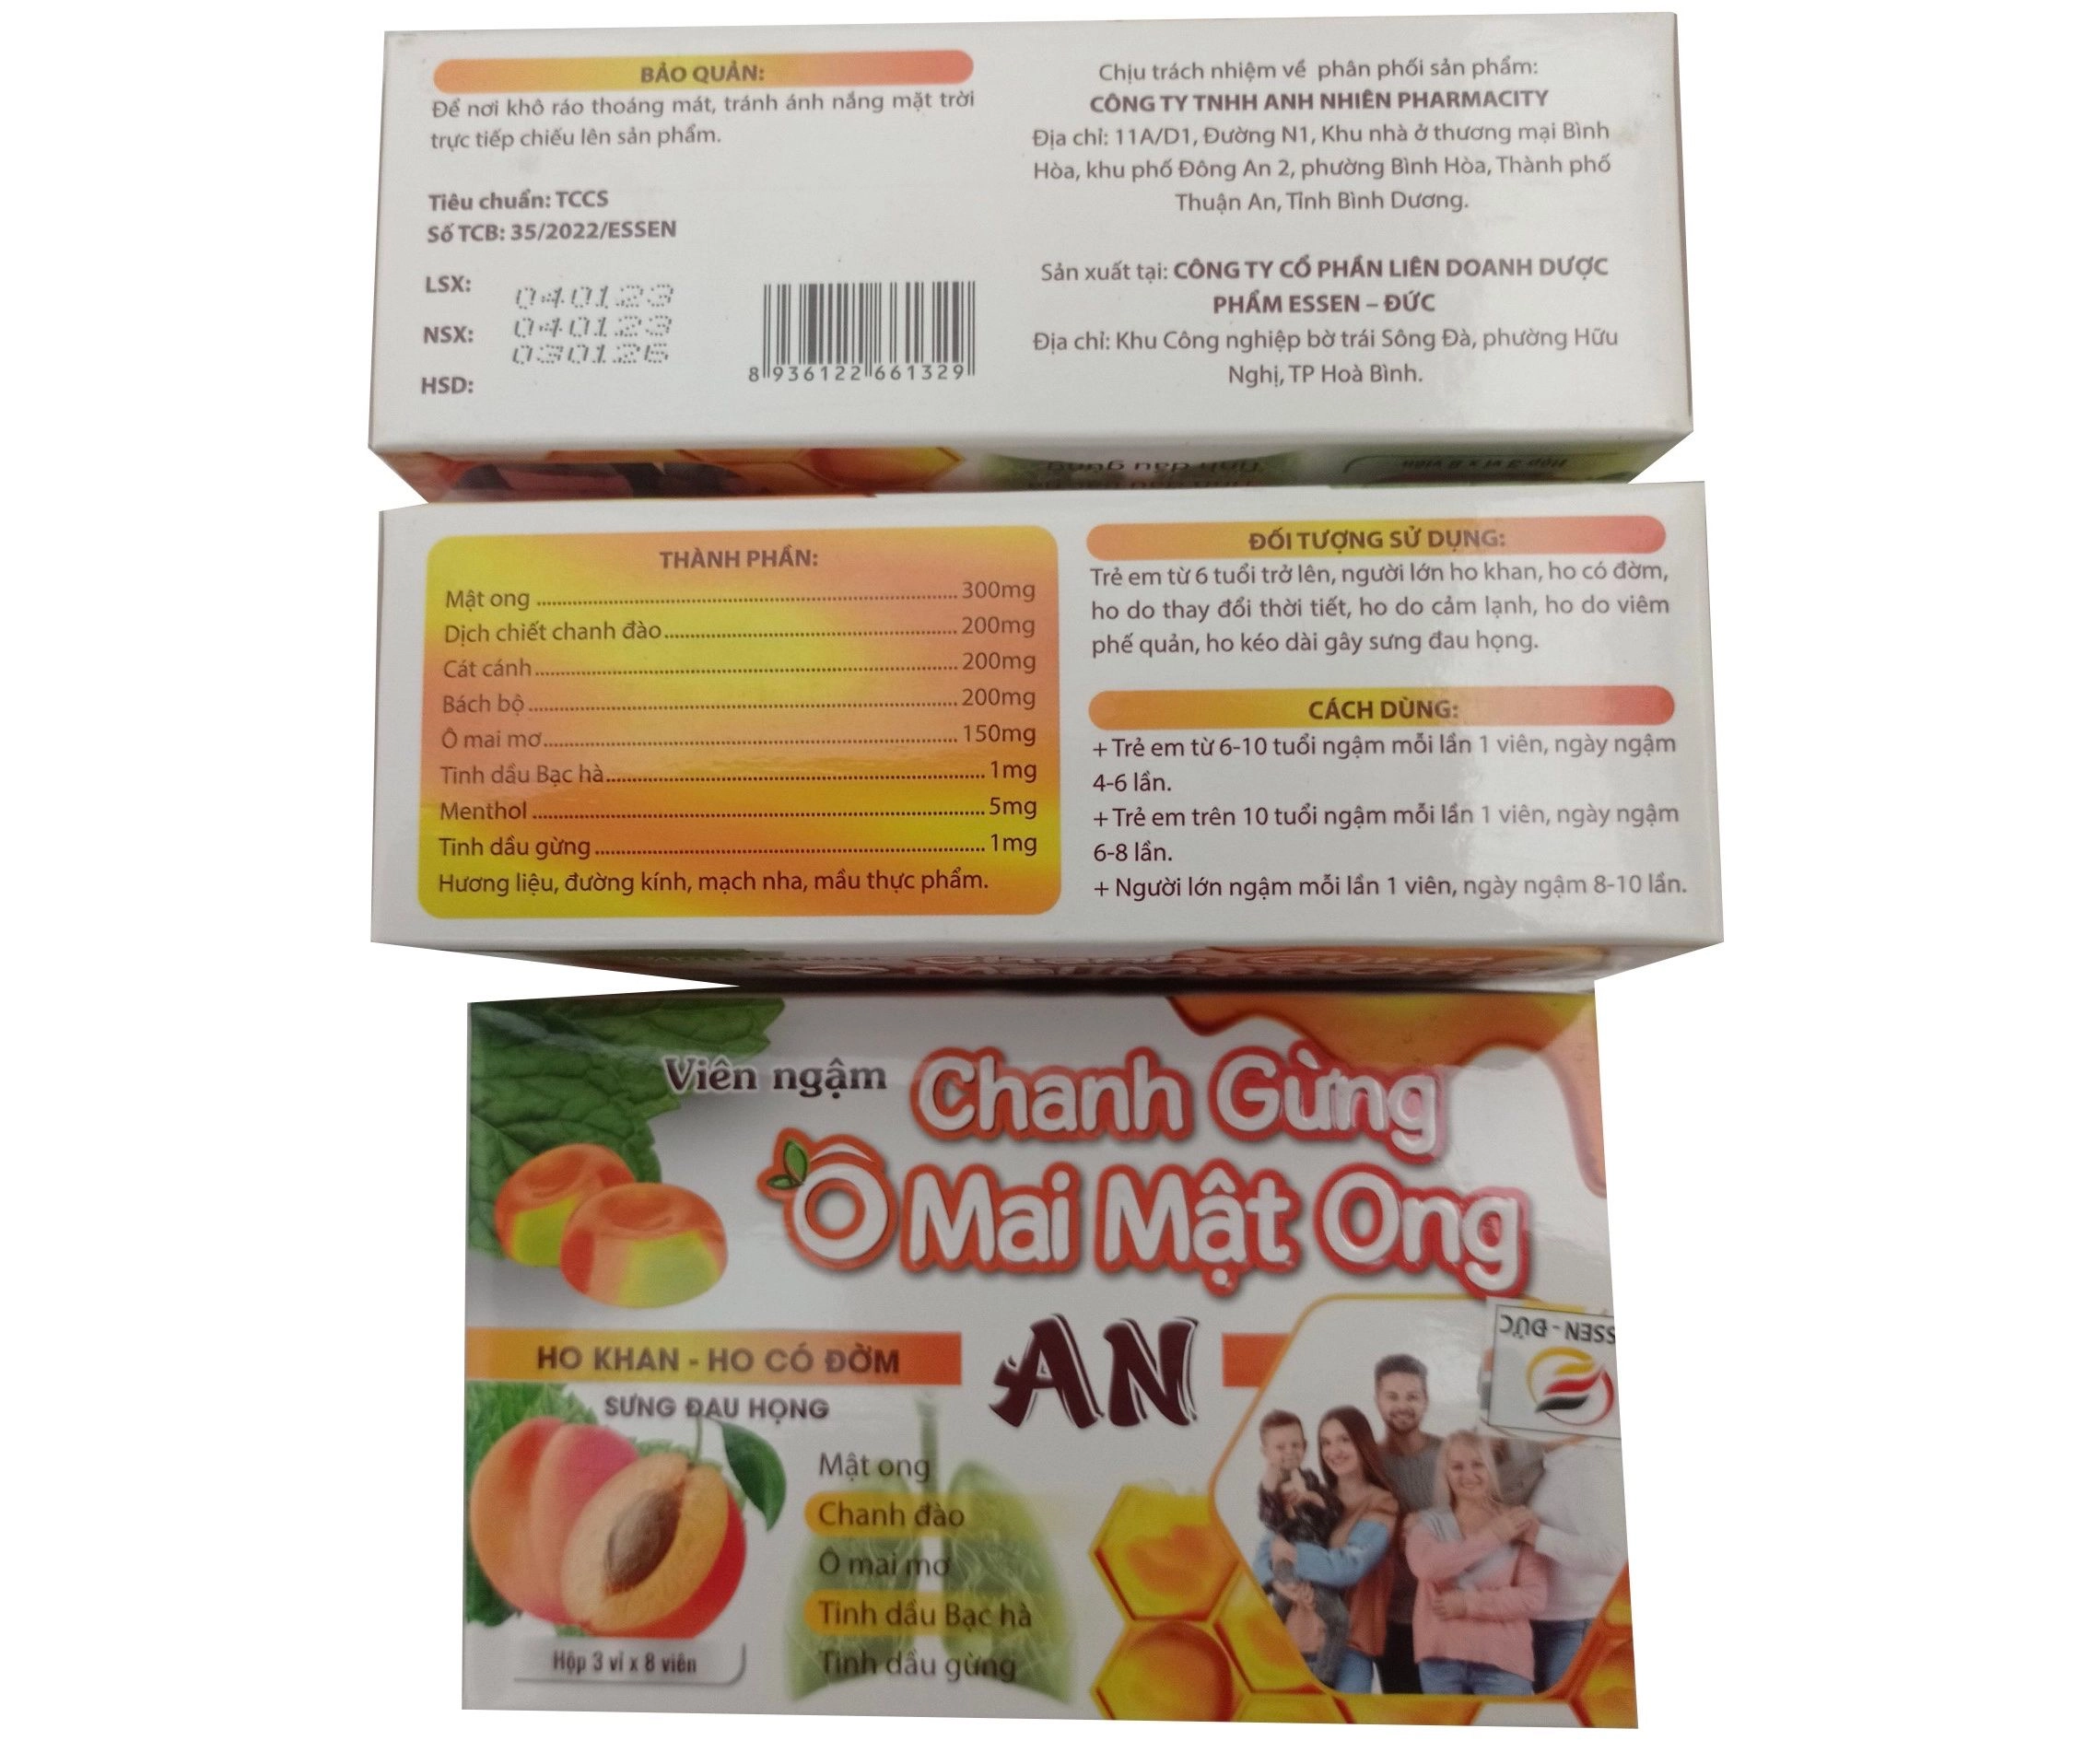 BẢO QUẢN:
Để nơi khô ráo thoáng mát, tránh ánh nắng mặt trời
trực tiếp chiếu lên sản phẩm.
Tiêu chuẩn: TCCS
Số TCB: 35/2022/ESSEN
LSX: 040123
NSX: 040123
HSD: 030126
8 936122 661329
Chịu trách nhiệm về phân phối sản phẩm:
CÔNG TY TNHH ANH NHIÊN PHARMACITY
Địa chỉ: 11A/D1, Đường N1, Khu nhà ở thương mại Bình
Hòa, khu phố Đông An 2, phường Bình Hòa, Thành phố
Thuận An, Tỉnh Bình Dương.
Sản xuất tại: CÔNG TY CỔ PHẦN LIÊN DOANH DƯỢC
PHẨM ESSEN – ĐỨC
Địa chỉ: Khu Công nghiệp bờ trái Sông Đà, phường Hữu
Nghị, TP Hoà Bình.
Hộp 3 vỉ x 8 viên
Tinh dầu gừng
THÀNH PHẦN:
Mật ong ........ 300mg
Dịch chiết chanh đào........ 200mg
Cát cánh........ 200mg
Bách bộ ........ 200mg
Ô mai mơ........ 150mg
Tinh dầu Bạc hà........ 1mg
Menthol ........ 5mg
Tinh dầu gừng ........ 1mg
Hương liệu, đường kính, mạch nha, mầu thực phẩm.
ĐỐI TƯỢNG SỬ DỤNG:
Trẻ em từ 6 tuổi trở lên, người lớn ho khan, ho có đờm,
ho do thay đổi thời tiết, ho do cảm lạnh, ho do viêm
phế quản, ho kéo dài gây sưng đau họng.
CÁCH DÙNG:
+ Trẻ em từ 6-10 tuổi ngậm mỗi lần 1 viên, ngày ngậm
4-6 lần.
+ Trẻ em trên 10 tuổi ngậm mỗi lần 1 viên, ngày ngậm
6-8 lần.
+ Người lớn ngậm mỗi lần 1 viên, ngày ngậm 8-10 lần.
Viên ngậm Chanh Gừng
Ô Mai Mật Ong
AN
HO KHAN - HO CÓ ĐỜM
SƯNG ĐAU HỌNG
Mật ong
Chanh đào
Ô mai mơ
Tinh dầu Bạc hà
Tinh dầu gừng
Hộp 3 vỉ x 8 viên
SSEN - ĐỨC